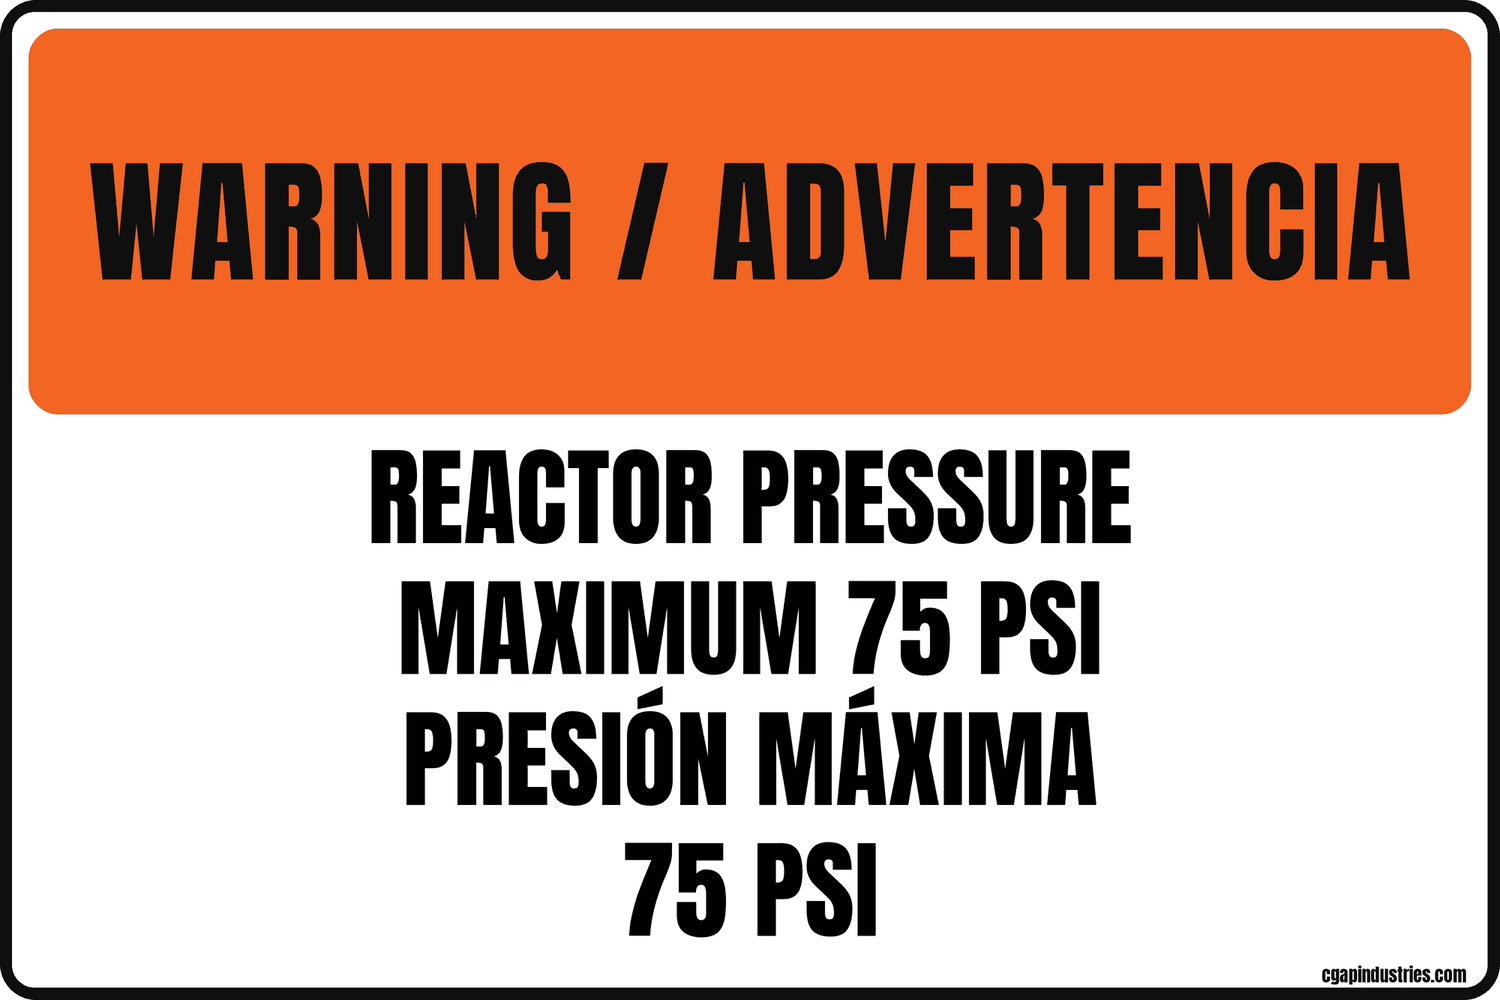 WARNING / ADVERTENCIA
REACTOR PRESSURE
MAXIMUM 75 PSI
PRESIÓN MÁXIMA
75 PSI
cgapindustries.com